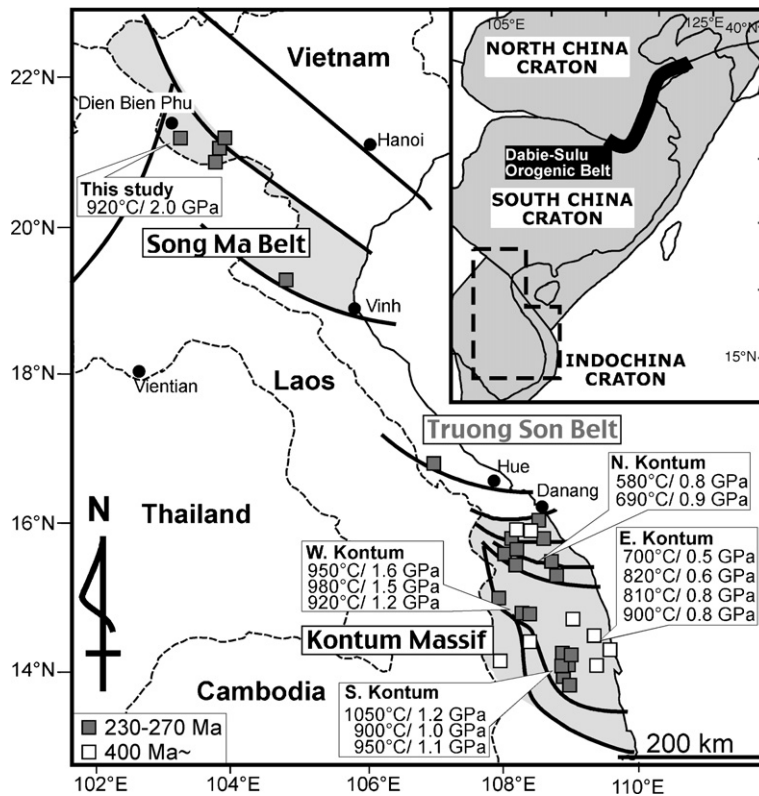 105°E
125°E
40°N
NORTH CHINA
CRATON
Dabie-Sulu
Orogenic Belt
SOUTH CHINA
CRATON
INDOCHINA
CRATON
15°N
22°N
20°N
18°N
16°N
14°N
Vietnam
Dien Bien Phu
Hanoi
This study
920°C/ 2.0 GPa
Song Ma Belt
Vinh
Vientian
Laos
Truong Son Belt
Hue
Danang
Thailand
N
N. Kontum
580°C/ 0.8 GPa
690°C/ 0.9 GPa
W. Kontum
950°C/ 1.6 GPa
980°C/ 1.5 GPa
920°C/ 1.2 GPa
E. Kontum
700°C/ 0.5 GPa
820°C/ 0.6 GPa
810°C/ 0.8 GPa
900°C/ 0.8 GPa
Kontum Massif
Cambodia
S. Kontum
1050°C/ 1.2 GPa
900°C/ 1.0 GPa
950°C/ 1.1 GPa
230-270 Ma
400 Ma~
200 km
102°E
104°E
106°E
108°E
110°E